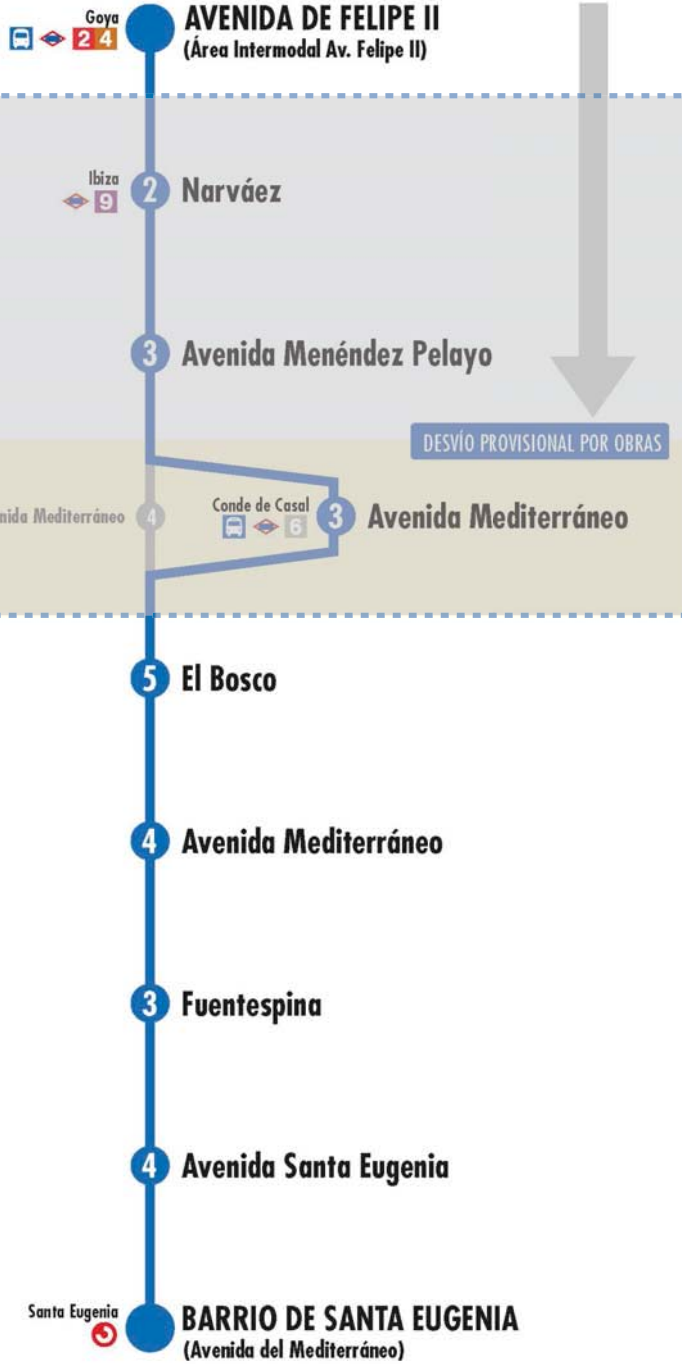 Goya
2 4
AVENIDA DE FELIPE II
(Área Intermodal Av. Felipe II)
Ibiza
9
2
Narváez
3
Avenida Menéndez Pelayo
DESVÍO PROVISIONAL POR OBRAS
Mediterráneo
4
Conde de Casal
6
3
Avenida Mediterráneo
5
El Bosco
4
Avenida Mediterráneo
3
Fuentespina
4
Avenida Santa Eugenia
Santa Eugenia
BARRIO DE SANTA EUGENIA
(Avenida del Mediterráneo)